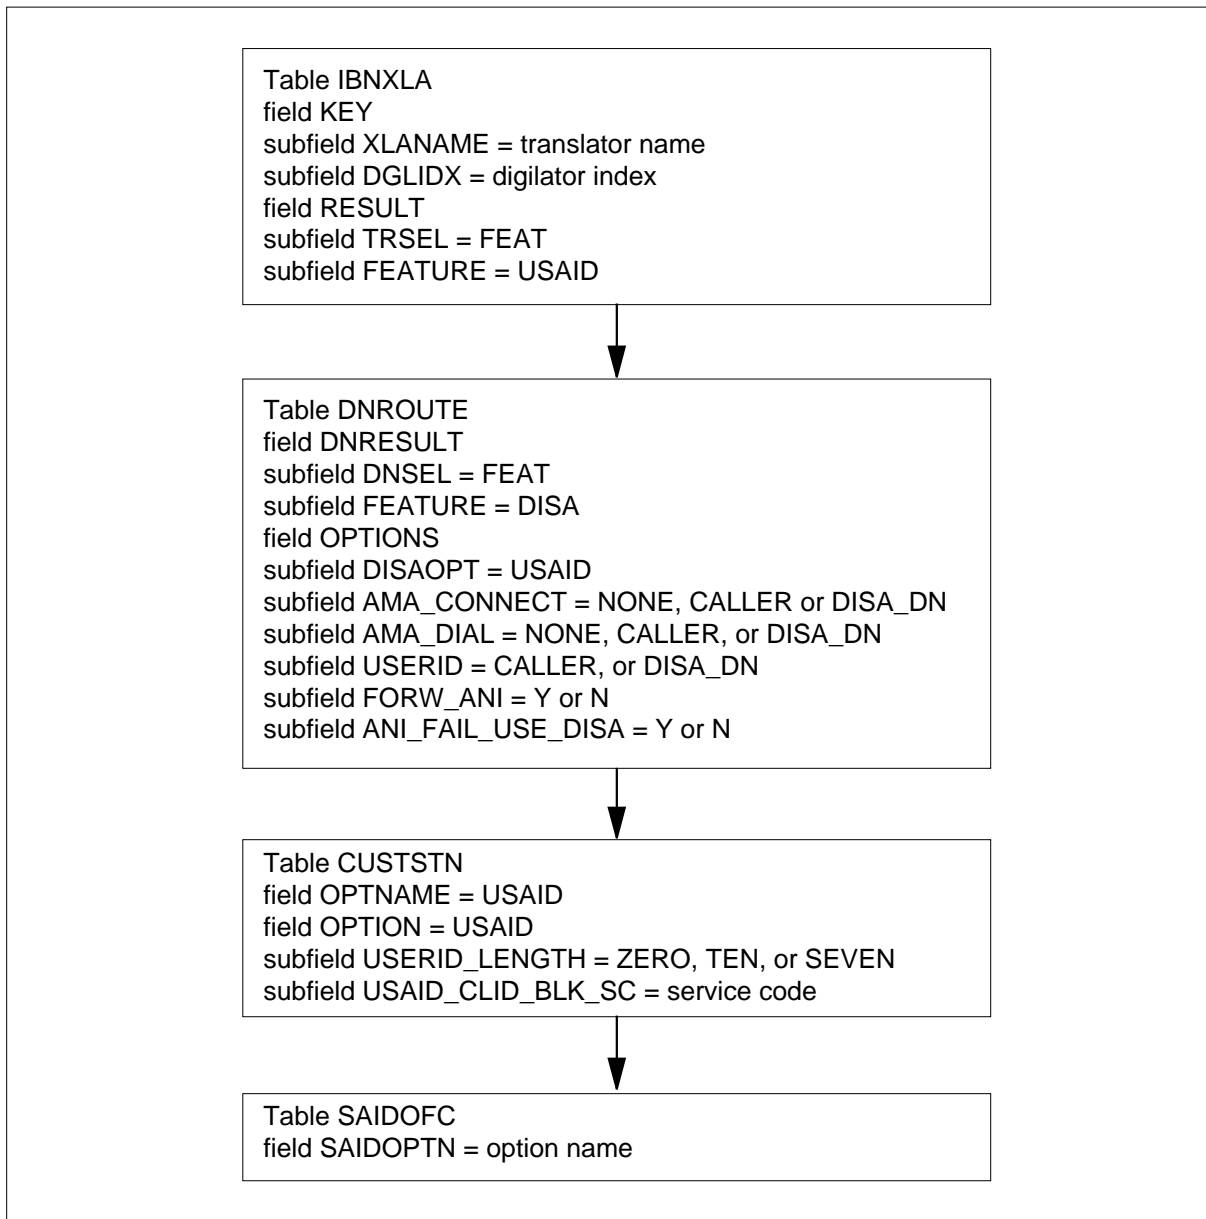 Table IBNXLA
field KEY
subfield XLANAME = translator name
subfield DGLIDX = digilator index
field RESULT
subfield TRSEL = FEAT
subfield FEATURE = USAID
Table DNROUTE
field DNRESULT
subfield DNSEL = FEAT
subfield FEATURE = DISA
field OPTIONS
subfield DISAOPT = USAID
subfield AMA_CONNECT = NONE, CALLER or DISA_DN
subfield AMA_DIAL = NONE, CALLER, or DISA_DN
subfield USERID = CALLER, or DISA_DN
subfield FORW_ANI = Y or N
subfield ANI_FAIL_USE_DISA = Y or N
Table CUSTSTN
field OPTNAME = USAID
field OPTION = USAID
subfield USERID_LENGTH = ZERO, TEN, or SEVEN
subfield USAID_CLID_BLK_SC = service code
Table SAIDOFC
field SAIDOPTN = option name